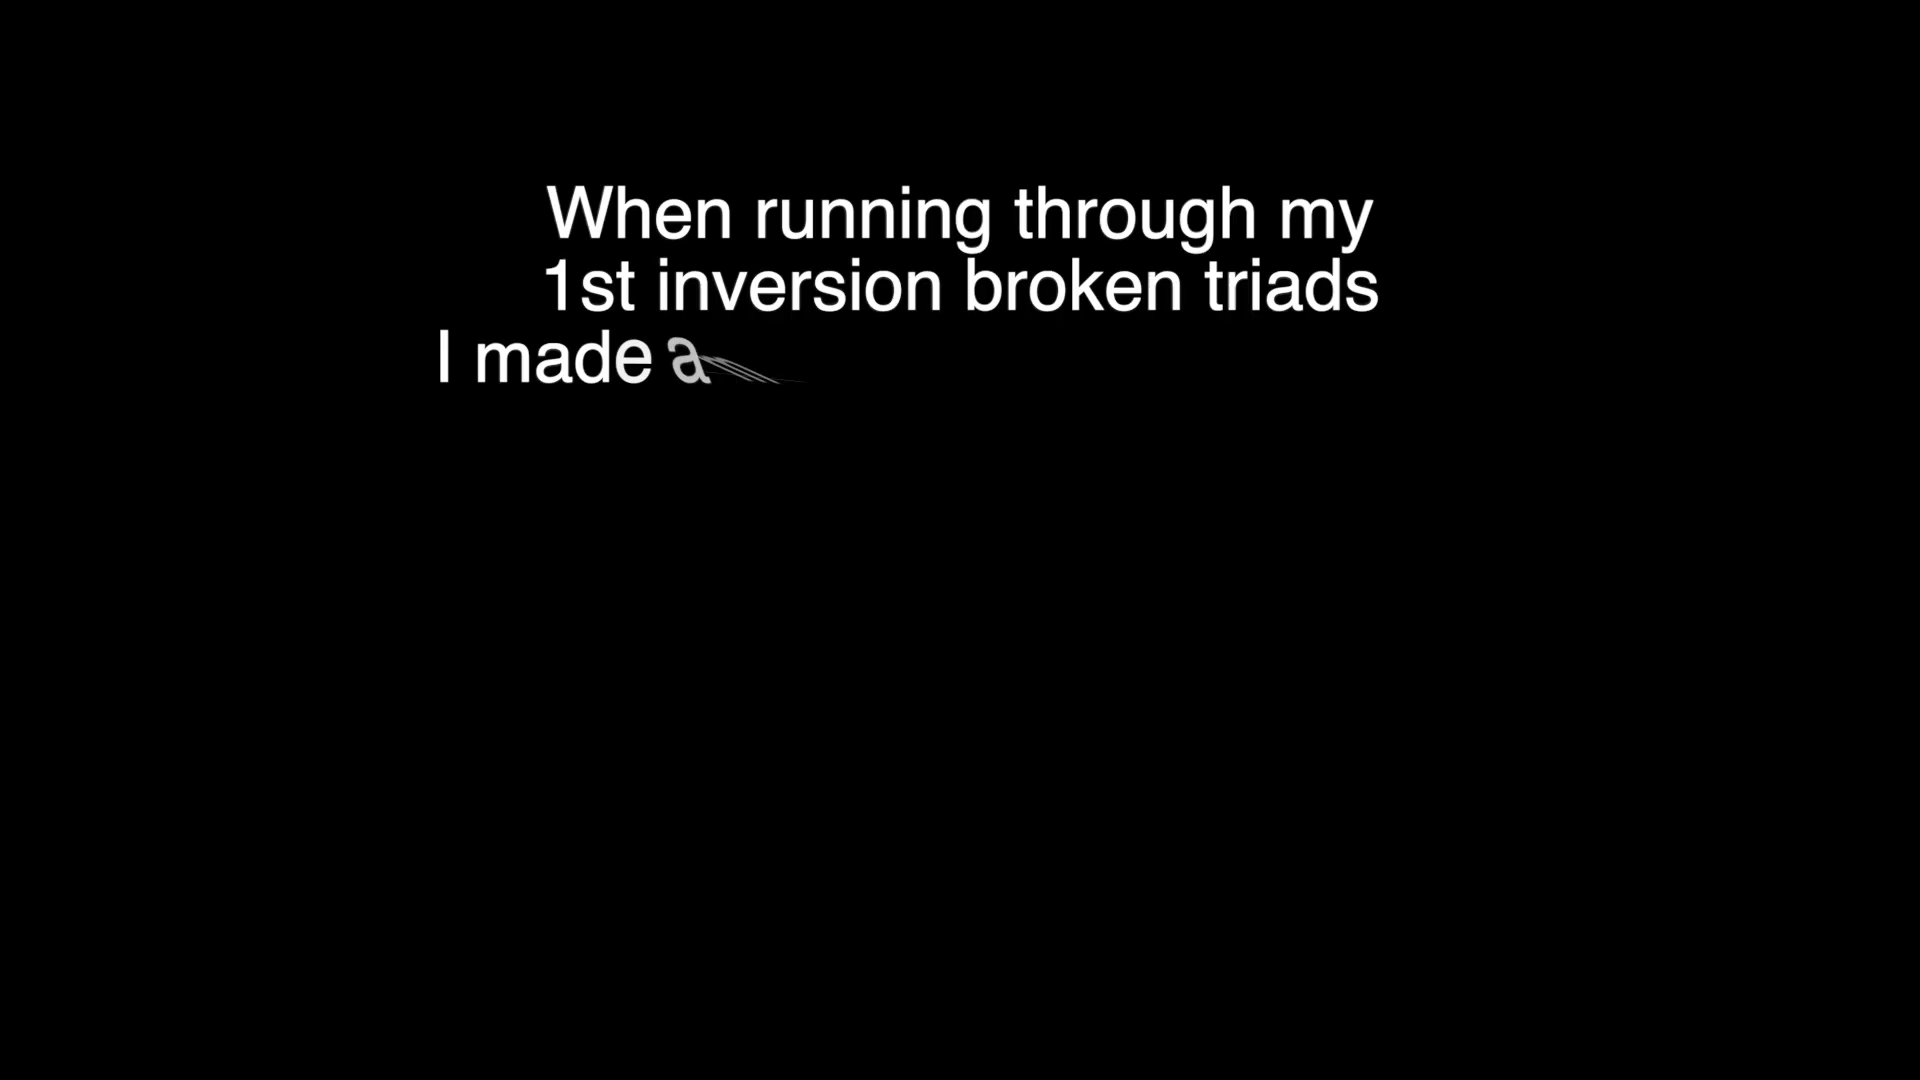 When running through my
1st inversion broken triads
I made a